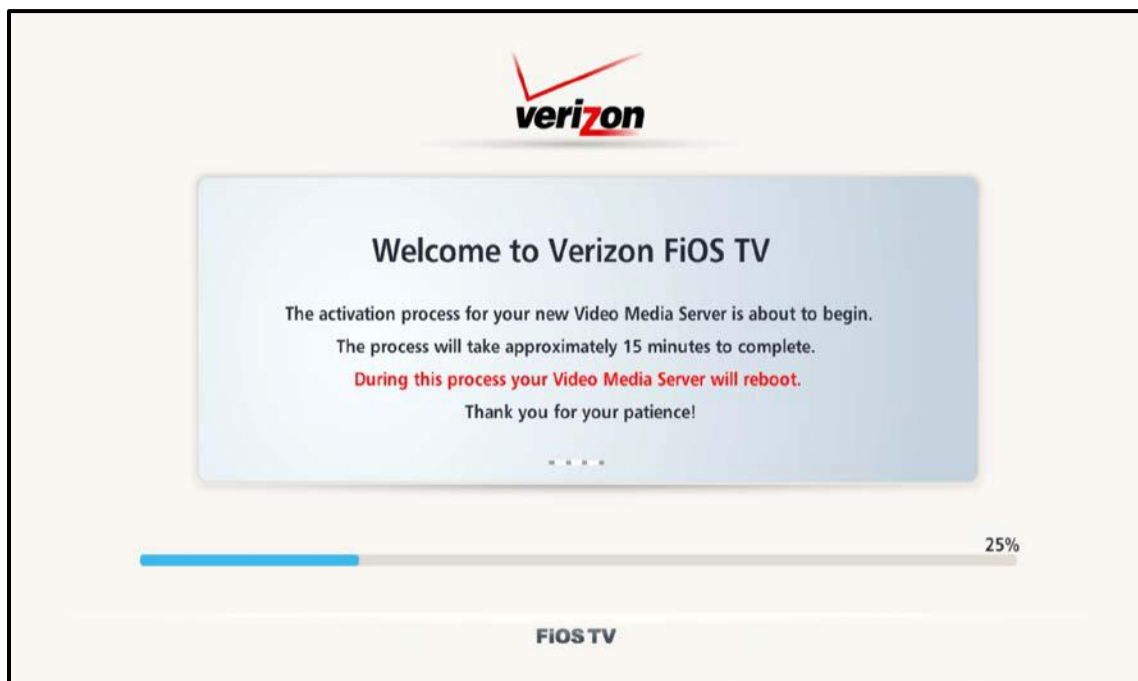 verizon
Welcome to Verizon FiOS TV
The activation process for your new Video Media Server is about to begin.
The process will take approximately 15 minutes to complete.
During this process your Video Media Server will reboot.
Thank you for your patience!
25%
FiOS TV